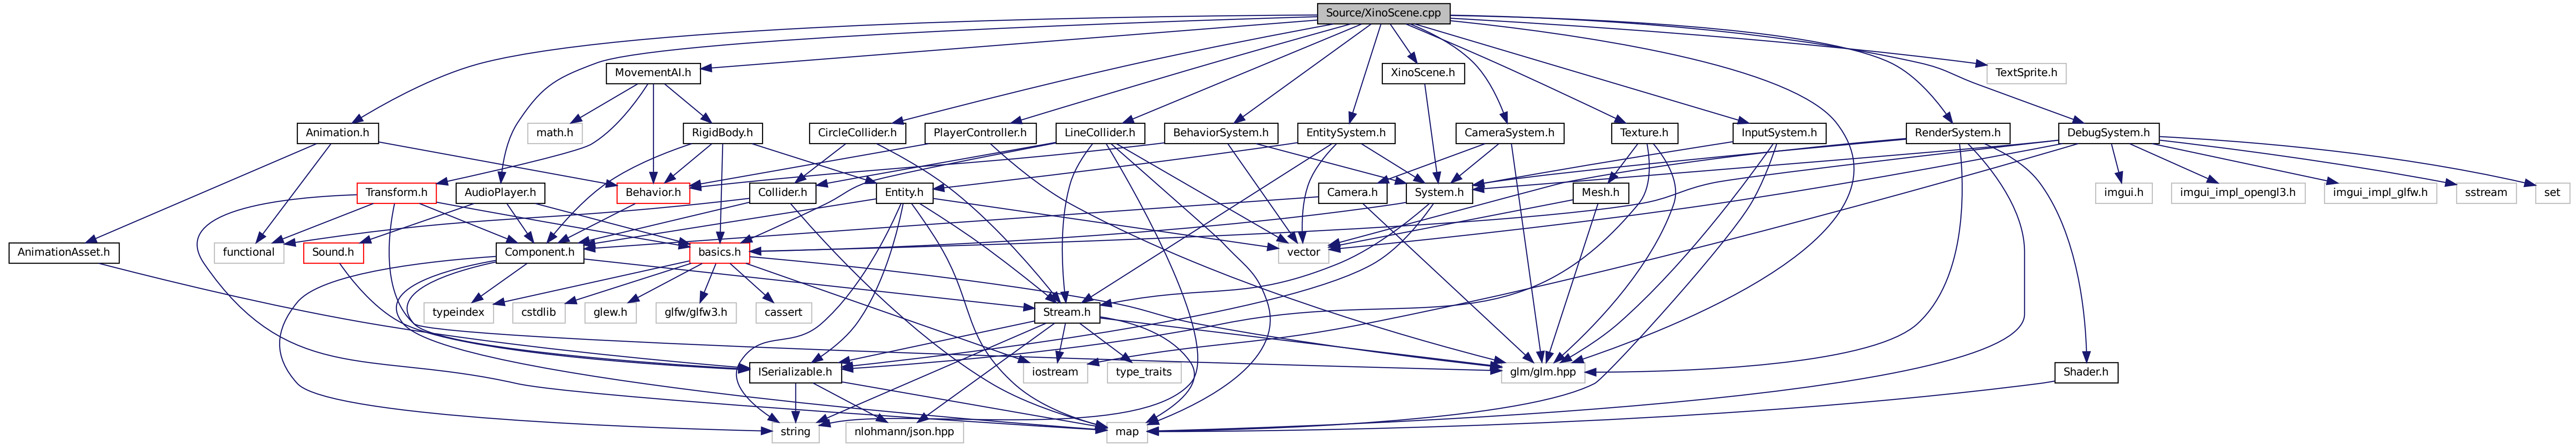 Source/XinoScene.cpp
MovementAI.h
XinoScene.h
TextSprite.h
Animation.h
math.h
RigidBody.h
CircleCollider.h
PlayerController.h
LineCollider.h
BehaviorSystem.h
EntitySystem.h
CameraSystem.h
Texture.h
InputSystem.h
RenderSystem.h
DebugSystem.h
Transform.h
AudioPlayer.h
Behavior.h
Collider.h
Entity.h
Camera.h
System.h
Mesh.h
imgui.h
imgui_impl_opengl3.h
imgui_impl_glfw.h
sstream
set
AnimationAsset.h
functional
Sound.h
Component.h
basics.h
vector
typeindex
cstdlib
glew.h
glfw/glfw3.h
cassert
Stream.h
ISerializable.h
iostream
type_traits
glm/glm.hpp
Shader.h
string
nlohmann/json.hpp
map